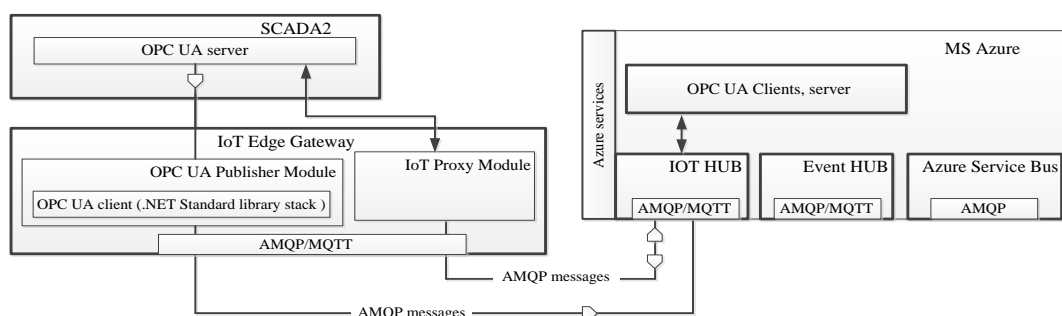 SCADA2
OPC UA server
IoT Edge Gateway
OPC UA Publisher Module
OPC UA client (.NET Standard library stack )
IoT Proxy Module
AMQP/MQTT
AMQP messages
AMQP messages
Azure services
MS Azure
OPC UA Clients, server
IOT HUB
AMQP/MQTT
Event HUB
AMQP/MQTT
Azure Service Bus
AMQP